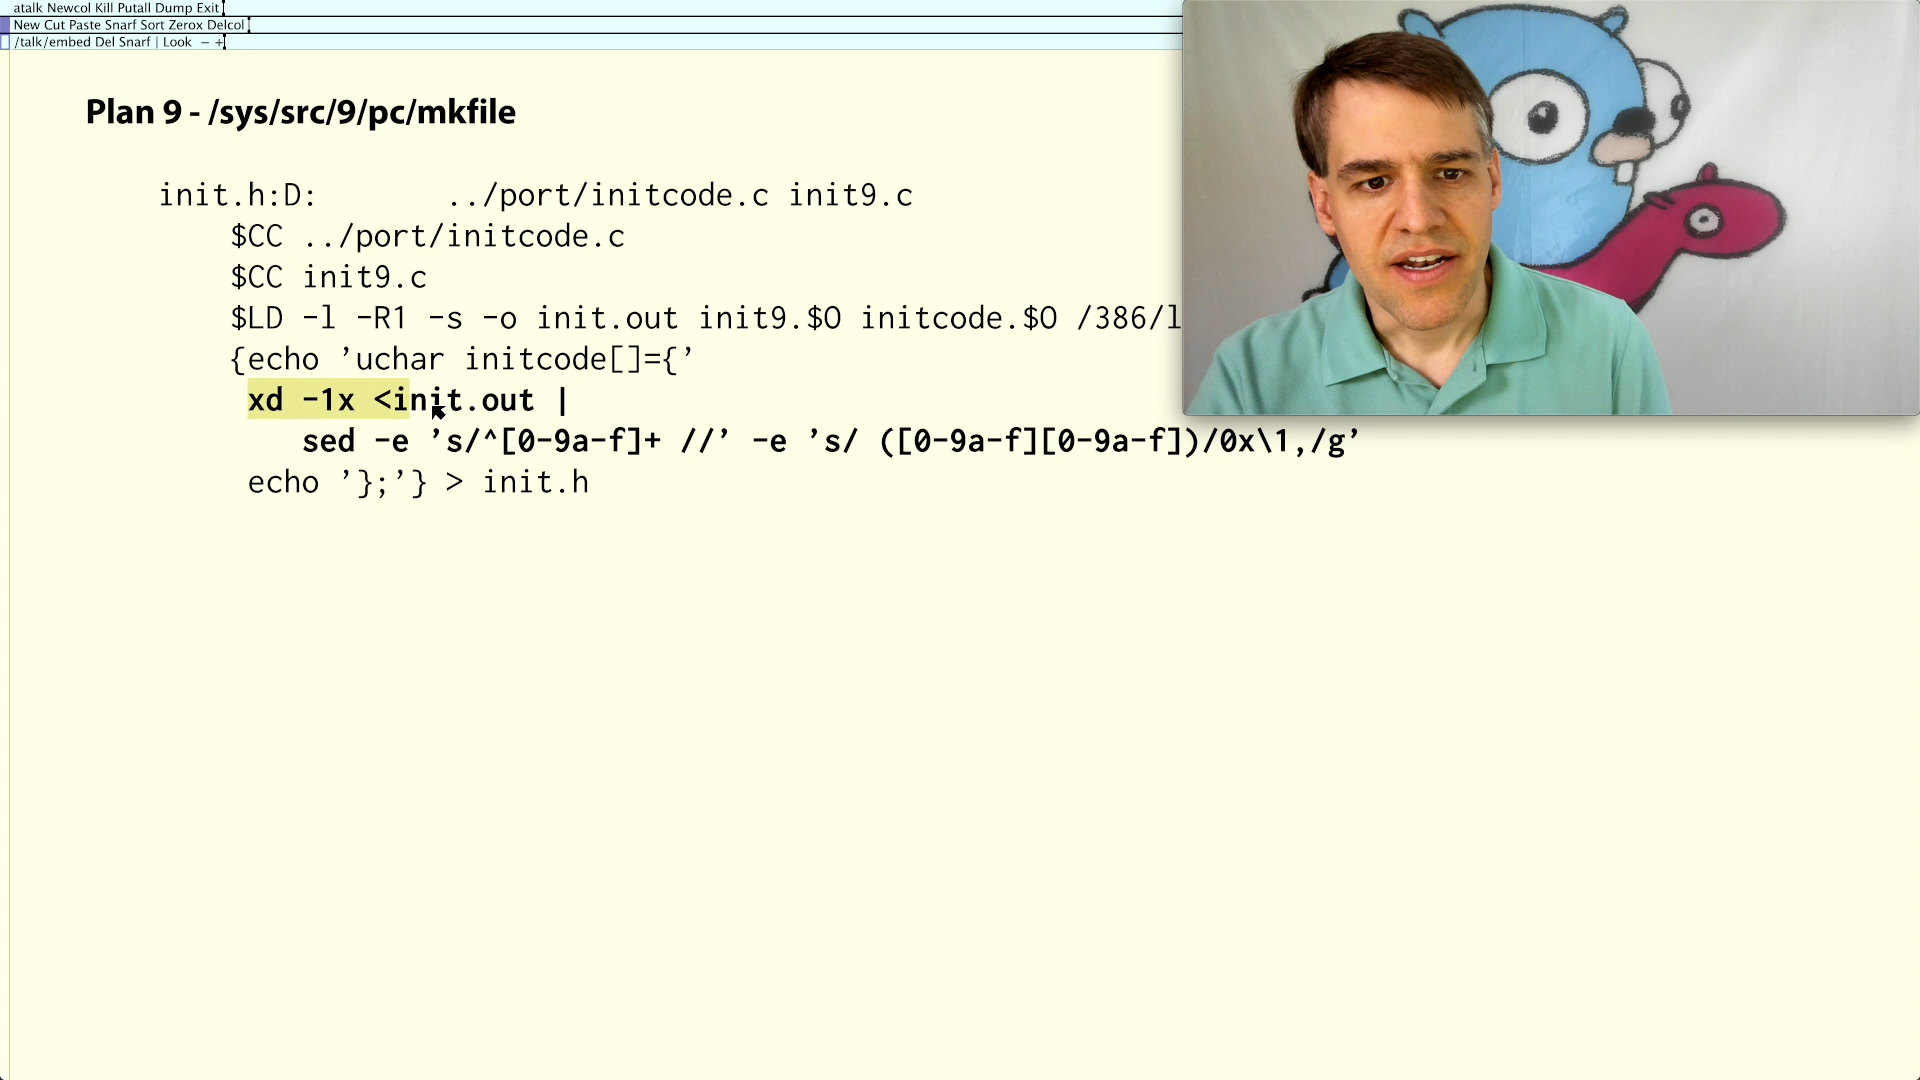 atalk Newcol Kill Putall Dump Exit
New Cut Paste Snarf Sort Zerox Delcol
/talk/embed Del Snarf | Look − +
Plan 9 - /sys/src/9/pc/mkfile
init.h:D: ../port/initcode.c init9.c
$CC ../port/initcode.c
$CC init9.c
$LD -l -R1 -s -o init.out init9.$O initcode.$O /386/l
{echo ’uchar initcode[]={’
xd -1x <init.out |
sed -e ’s/^[0-9a-f]+ //’ -e ’s/ ([0-9a-f][0-9a-f])/0x\1,/g’
echo ’};’} > init.h